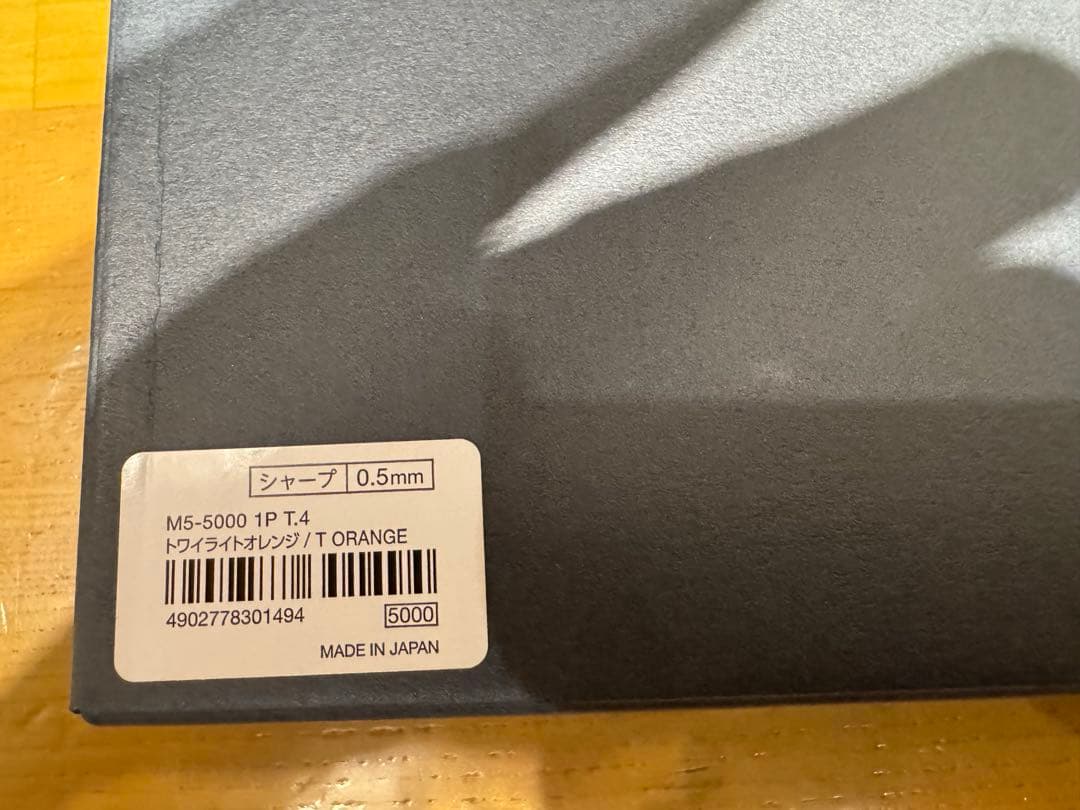 シャープ 0.5mm
M5-5000 1P T.4
トワイライトオレンジ / T ORANGE
4902778301494 5000
MADE IN JAPAN